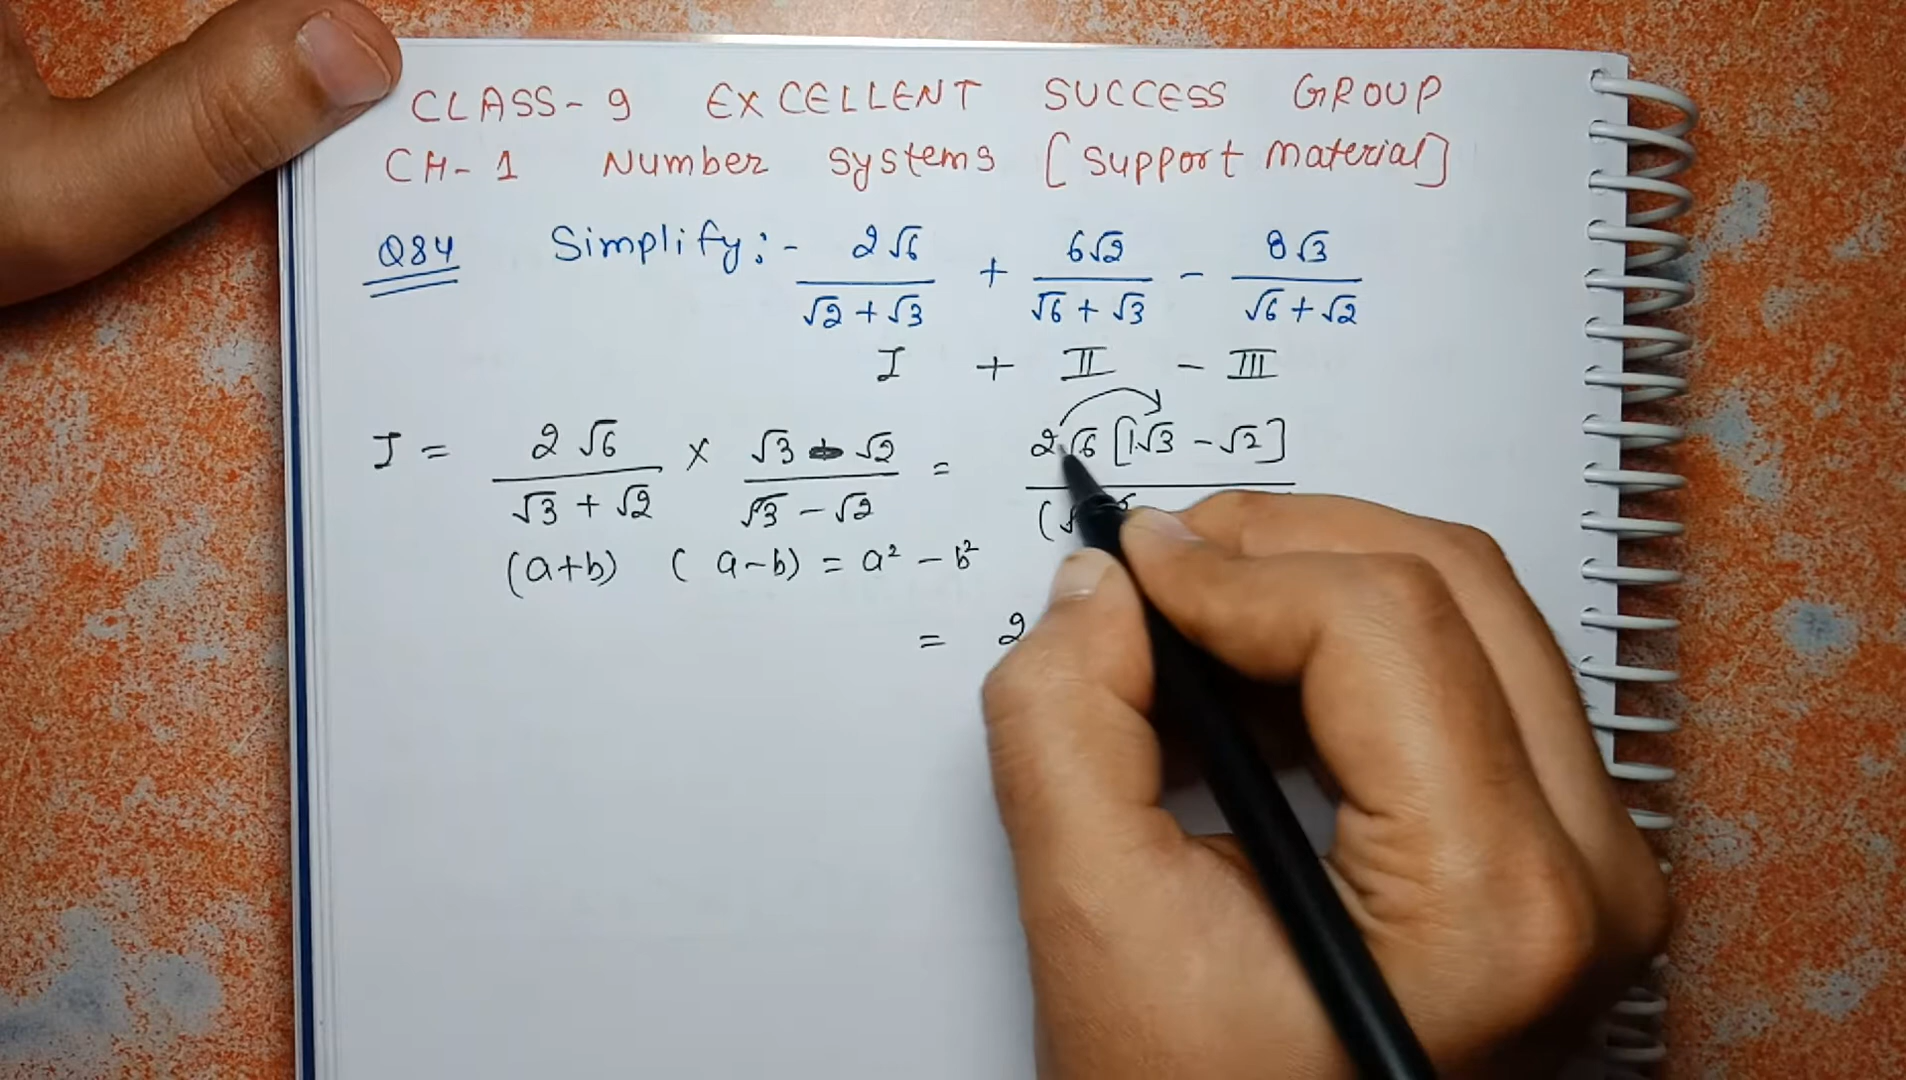 CLASS-9 EXCELLENT SUCCESS GROUP
CH-1 Number systems [support material]
Q84 Simplify:- 2√6/(√2+√3) + 6√2/(√6+√3) - 8√3/(√6+√2)
I + II - III
I = 2√6/(√3+√2) × (√3 - √2)/(√3-√2) = 2√6[1√3-√2]
(a+b) (a-b) = a² - b²
= 2